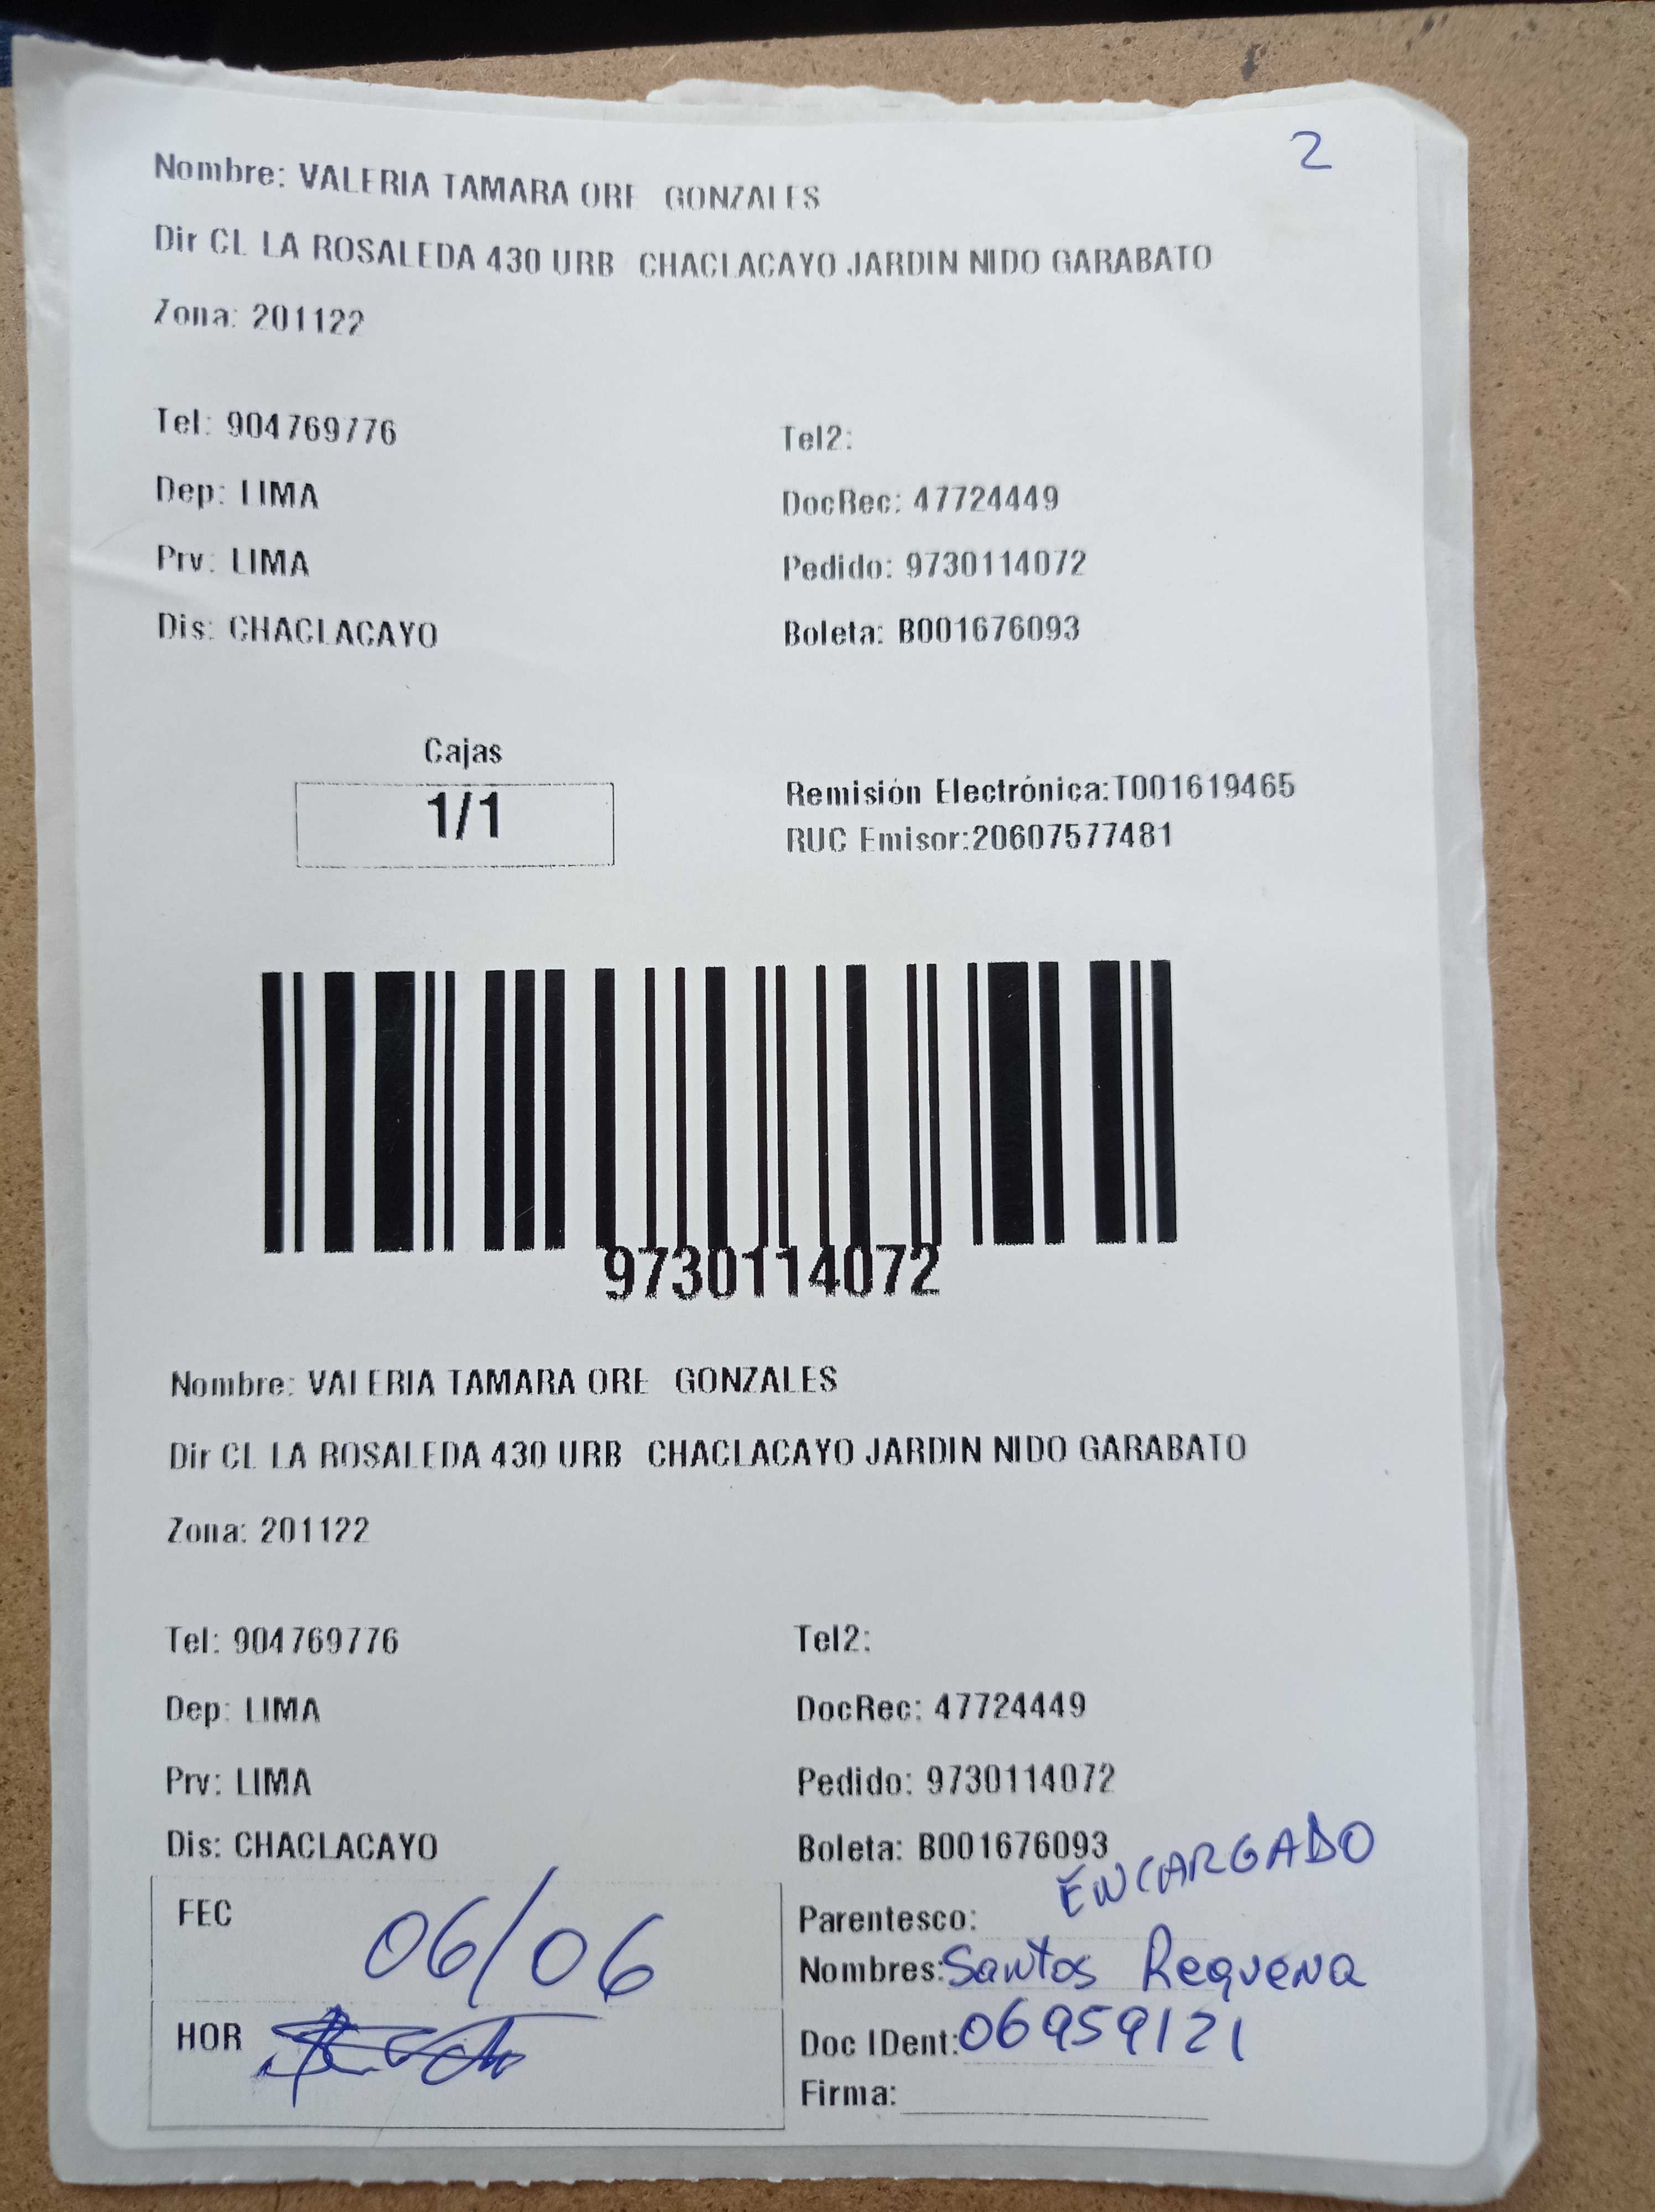 2
Nombre: VALERIA TAMARA ORE GONZALES
Dir CL LA ROSALEDA 430 URB CHACLACAYO JARDIN NIDO GARABATO
Zona: 201122
Tel: 904769776 Tel2:
Dep: LIMA DocRec: 47724449
Prv: LIMA Pedido: 9730114072
Dis: CHACLACAYO Boleta: B001676093
Cajas
1/1
Remisión Electrónica:T001619465
RUC Emisor:20607577481
9730114072
Nombre: VALERIA TAMARA ORE GONZALES
Dir CL LA ROSALEDA 430 URB CHACLACAYO JARDIN NIDO GARABATO
Zona: 201122
Tel: 904769776 Tel2:
Dep: LIMA DocRec: 47724449
Prv: LIMA Pedido: 9730114072
Dis: CHACLACAYO Boleta: B001676093
FEC 06/06
HOR
Parentesco: ENCARGADO
Nombres: Santos Requena
Doc IDent: 06959121
Firma: